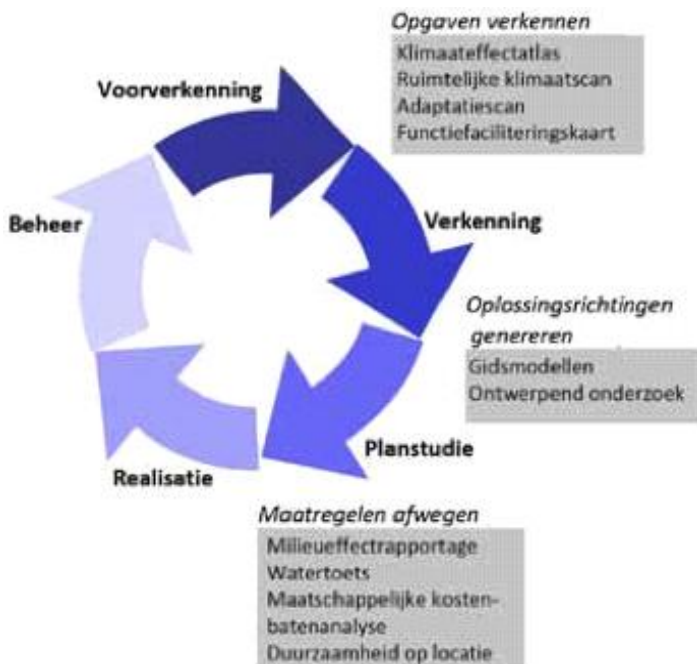 Opgaven verkennen
Klimaateffectatlas
Ruimtelijke klimaatscan
Adaptatiescan
Functiefaciliteringskaart
Voorverkenning
Verkenning
Beheer
Oplossingsrichtingen
genereren
Gidsmodellen
Ontwerpend onderzoek
Planstudie
Realisatie
Maatregelen afwegen
Milieueffectrapportage
Watertoets
Maatschappelijke kosten-
batenanalyse
Duurzaamheid op locatie